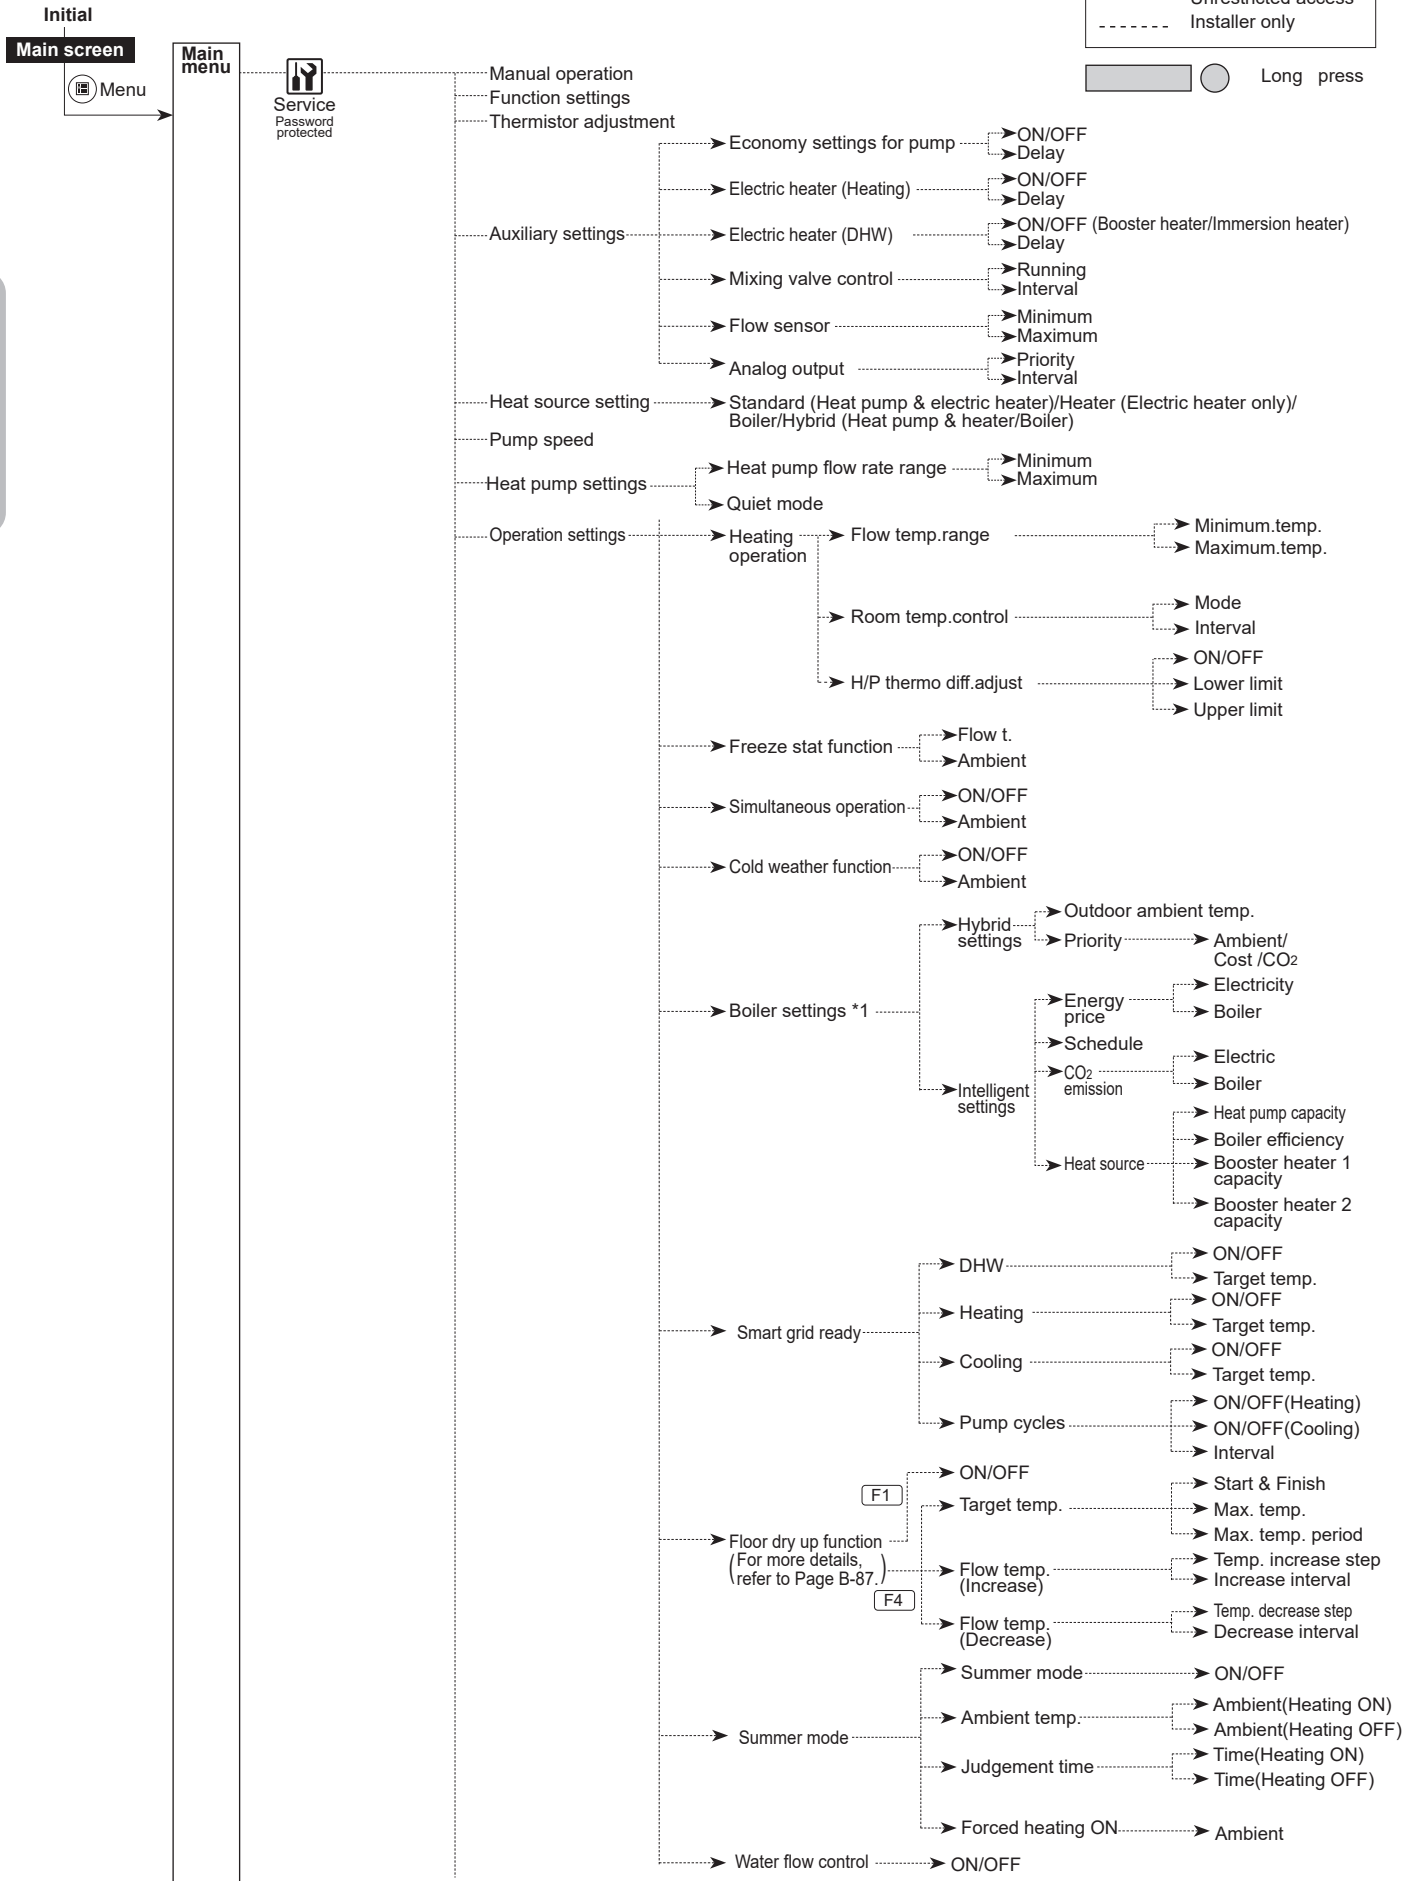 Initial
Unrestricted access
Installer only
Main screen
Main
menu
Menu
Long press
Service
Password
protected
Manual operation
Function settings
Thermistor adjustment
Auxiliary settings
Economy settings for pump
ON/OFF
Delay
Electric heater (Heating)
ON/OFF
Delay
Electric heater (DHW)
ON/OFF (Booster heater/Immersion heater)
Delay
Mixing valve control
Running
Interval
Flow sensor
Minimum
Maximum
Analog output
Priority
Interval
Heat source setting
Standard (Heat pump & electric heater)/Heater (Electric heater only)/
Boiler/Hybrid (Heat pump & heater/Boiler)
Pump speed
Heat pump settings
Heat pump flow rate range
Minimum
Maximum
Quiet mode
Operation settings
Heating
operation
Flow temp.range
Minimum.temp.
Maximum.temp.
Room temp.control
Mode
Interval
H/P thermo diff.adjust
ON/OFF
Lower limit
Upper limit
Freeze stat function
Flow t.
Ambient
Simultaneous operation
ON/OFF
Ambient
Cold weather function
ON/OFF
Ambient
Boiler settings *1
Hybrid
settings
Outdoor ambient temp.
Priority
Ambient/
Cost /CO2
Intelligent
settings
Energy
price
Electricity
Boiler
Schedule
CO2
emission
Electric
Boiler
Heat source
Heat pump capacity
Boiler efficiency
Booster heater 1
capacity
Booster heater 2
capacity
Smart grid ready
DHW
ON/OFF
Target temp.
Heating
ON/OFF
Target temp.
Cooling
ON/OFF
Target temp.
Pump cycles
ON/OFF(Heating)
ON/OFF(Cooling)
Interval
Floor dry up function
(For more details,
refer to Page B-87.)
F1
ON/OFF
F4
Target temp.
Start & Finish
Max. temp.
Max. temp. period
Flow temp.
(Increase)
Temp. increase step
Increase interval
Flow temp.
(Decrease)
Temp. decrease step
Decrease interval
Summer mode
Summer mode
ON/OFF
Ambient temp.
Ambient(Heating ON)
Ambient(Heating OFF)
Judgement time
Time(Heating ON)
Time(Heating OFF)
Forced heating ON
Ambient
Water flow control
ON/OFF